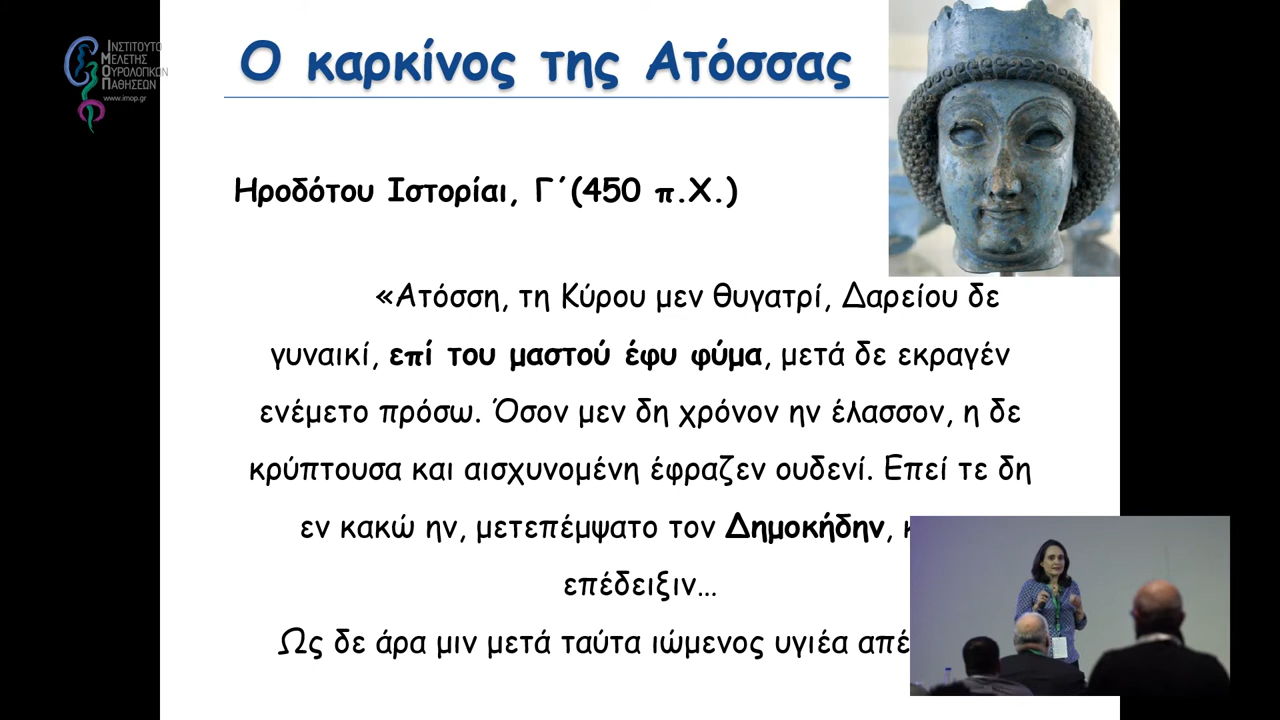 ΙΝΣΤΙΤΟΥΤΟ
ΜΕΛΕΤΗΣ
ΟΥΡΟΛΟΓΙΚΩΝ
ΠΑΘΗΣΕΩΝ
www.imop.gr
Ο καρκίνος της Ατόσσας
Ηροδότου Ιστορίαι, Γ΄(450 π.Χ.)
«Ατόσση, τη Κύρου μεν θυγατρί, Δαρείου δε
γυναικί, επί του μαστού έφυ φύμα, μετά δε εκραγέν
ενέμετο πρόσω. Όσον μεν δη χρόνον ην έλασσον, η δε
κρύπτουσα και αισχυνομένη έφραζεν ουδενί. Επεί τε δη
εν κακώ ην, μετεπέμψατο τον Δημοκήδην,
επέδειξιν…
Ως δε άρα μιν μετά ταύτα ιώμενος υγιέα